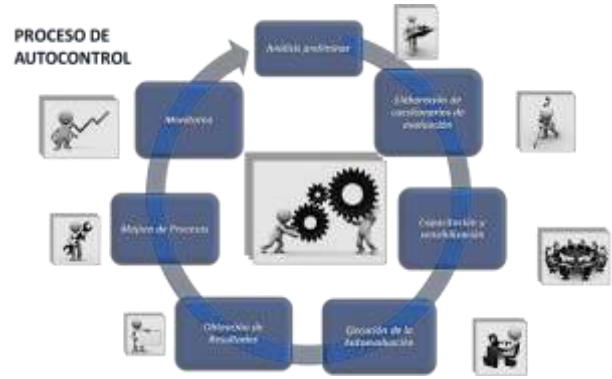 PROCESO DE
AUTOCONTROL
Análisis preliminar
Elaboración de
cuestionarios de
evaluación
Capacitación y
sensibilización
Ejecución de la
Autoevaluación
Obtención de
Resultados
Mejora de Procesos
Monitoreo